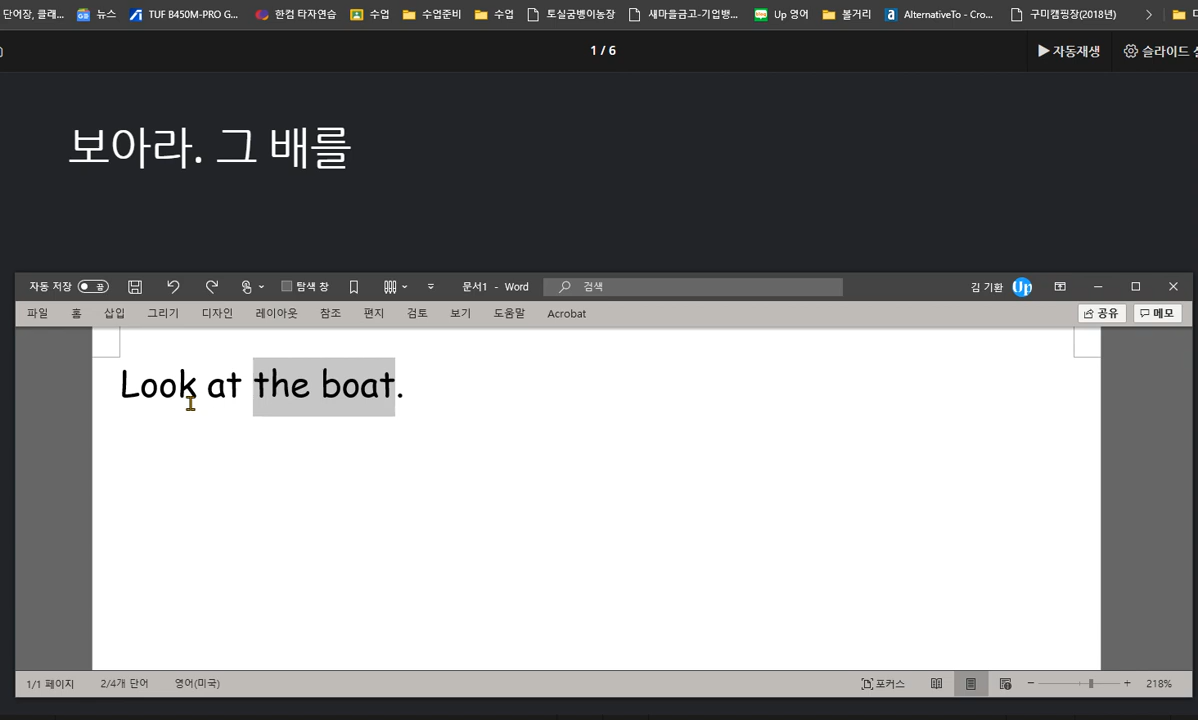 단어장, 클래... 뉴스 TUF B450M-PRO G... 한컴 타자연습 수업 수업준비 수업 토실굼벵이농장 새마을금고-기업뱅... Up 영어 볼거리 AlternativeTo - Cro... 구미캠핑장(2018년)
1 / 6 자동재생 슬라이드
보아라. 그 배를
자동 저장 끔 탐색 창 문서1 - Word 검색 김 기환 Up
파일 홈 삽입 그리기 디자인 레이아웃 참조 편지 검토 보기 도움말 Acrobat 공유 메모
Look at the boat.
1/1 페이지 2/4개 단어 영어(미국) 포커스 218%